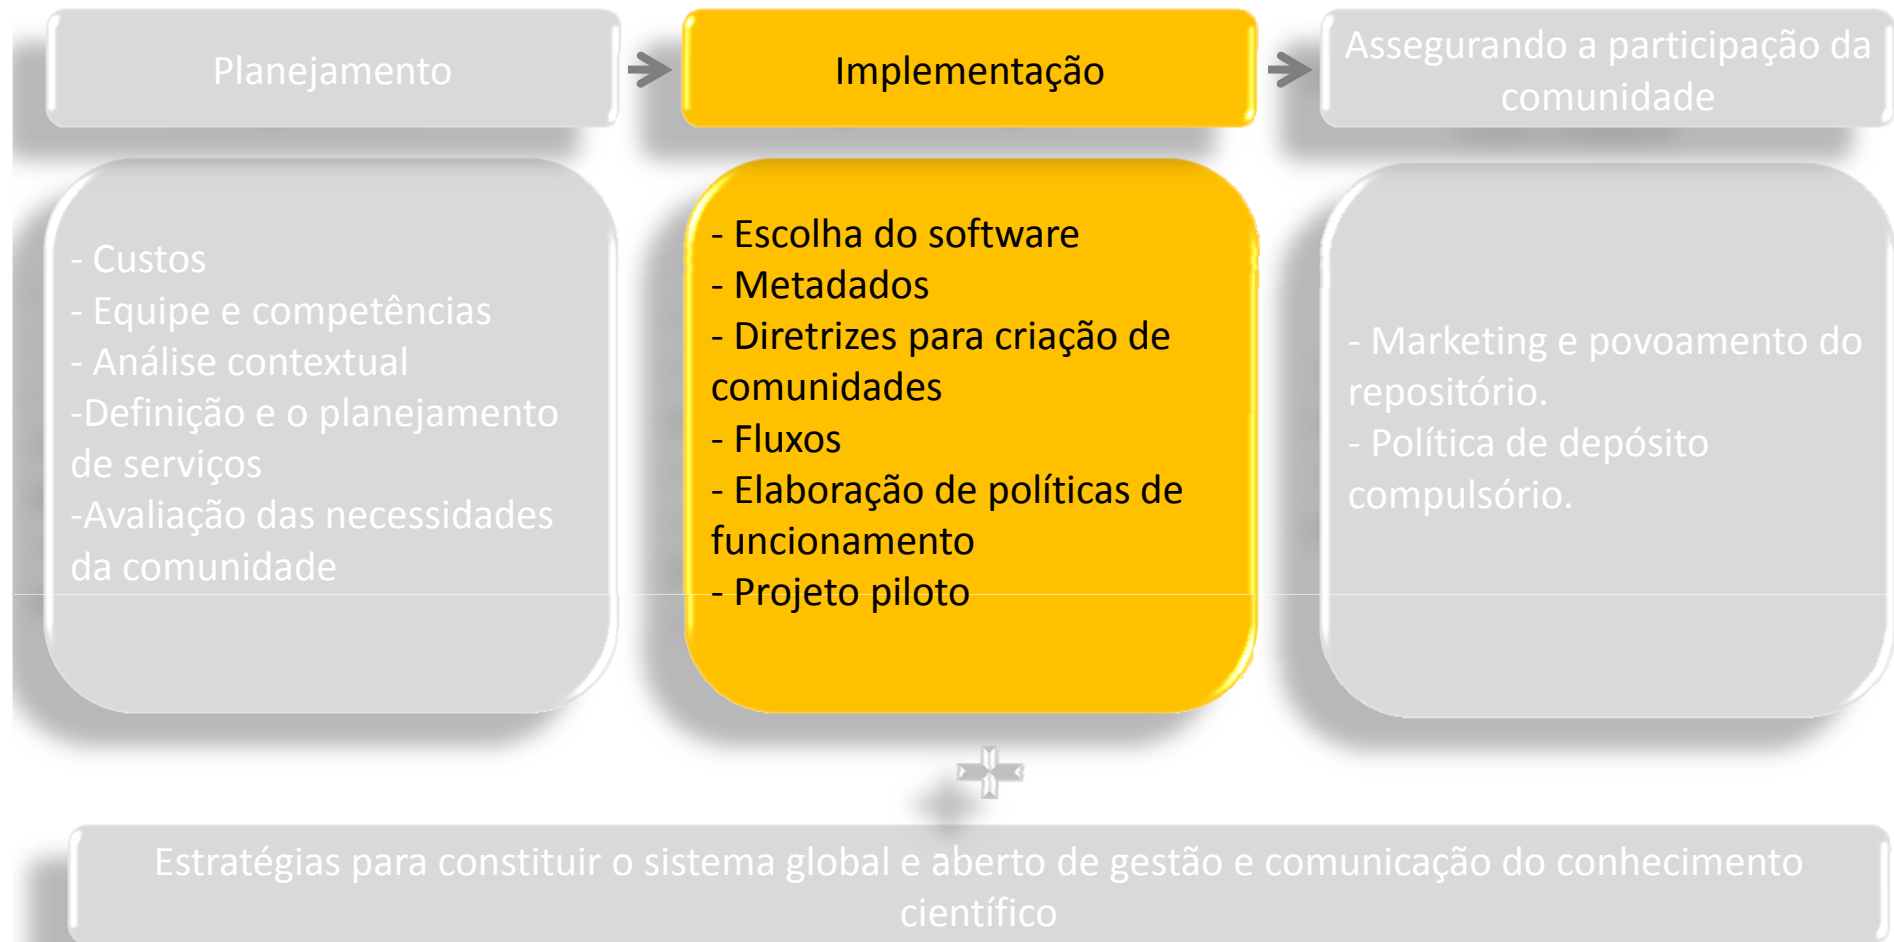 Planejamento
Implementação
Assegurando a participação da
comunidade
- Custos
- Equipe e competências
- Análise contextual
-Definição e o planejamento
de serviços
-Avaliação das necessidades
da comunidade
- Escolha do software
- Metadados
- Diretrizes para criação de
comunidades
- Fluxos
- Elaboração de políticas de
funcionamento
- Projeto piloto
- Marketing e povoamento do
repositório.
- Política de depósito
compulsório.
Estratégias para constituir o sistema global e aberto de gestão e comunicação do conhecimento
científico